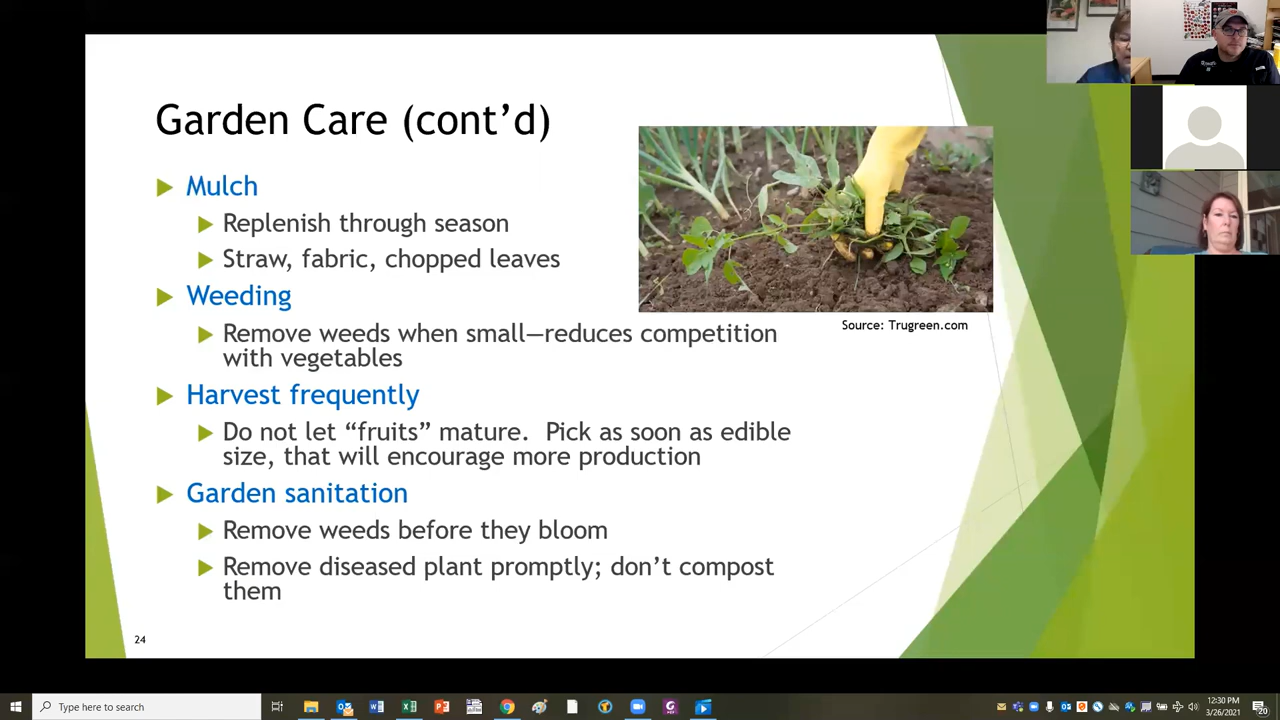 Garden Care (cont’d)
Mulch
Replenish through season
Straw, fabric, chopped leaves
Weeding
Remove weeds when small—reduces competition
with vegetables
Harvest frequently
Do not let “fruits” mature.  Pick as soon as edible
size, that will encourage more production
Garden sanitation
Remove weeds before they bloom
Remove diseased plant promptly; don’t compost
them
Source: Trugreen.com
24
Type here to search
12:30 PM
3/26/2021
20